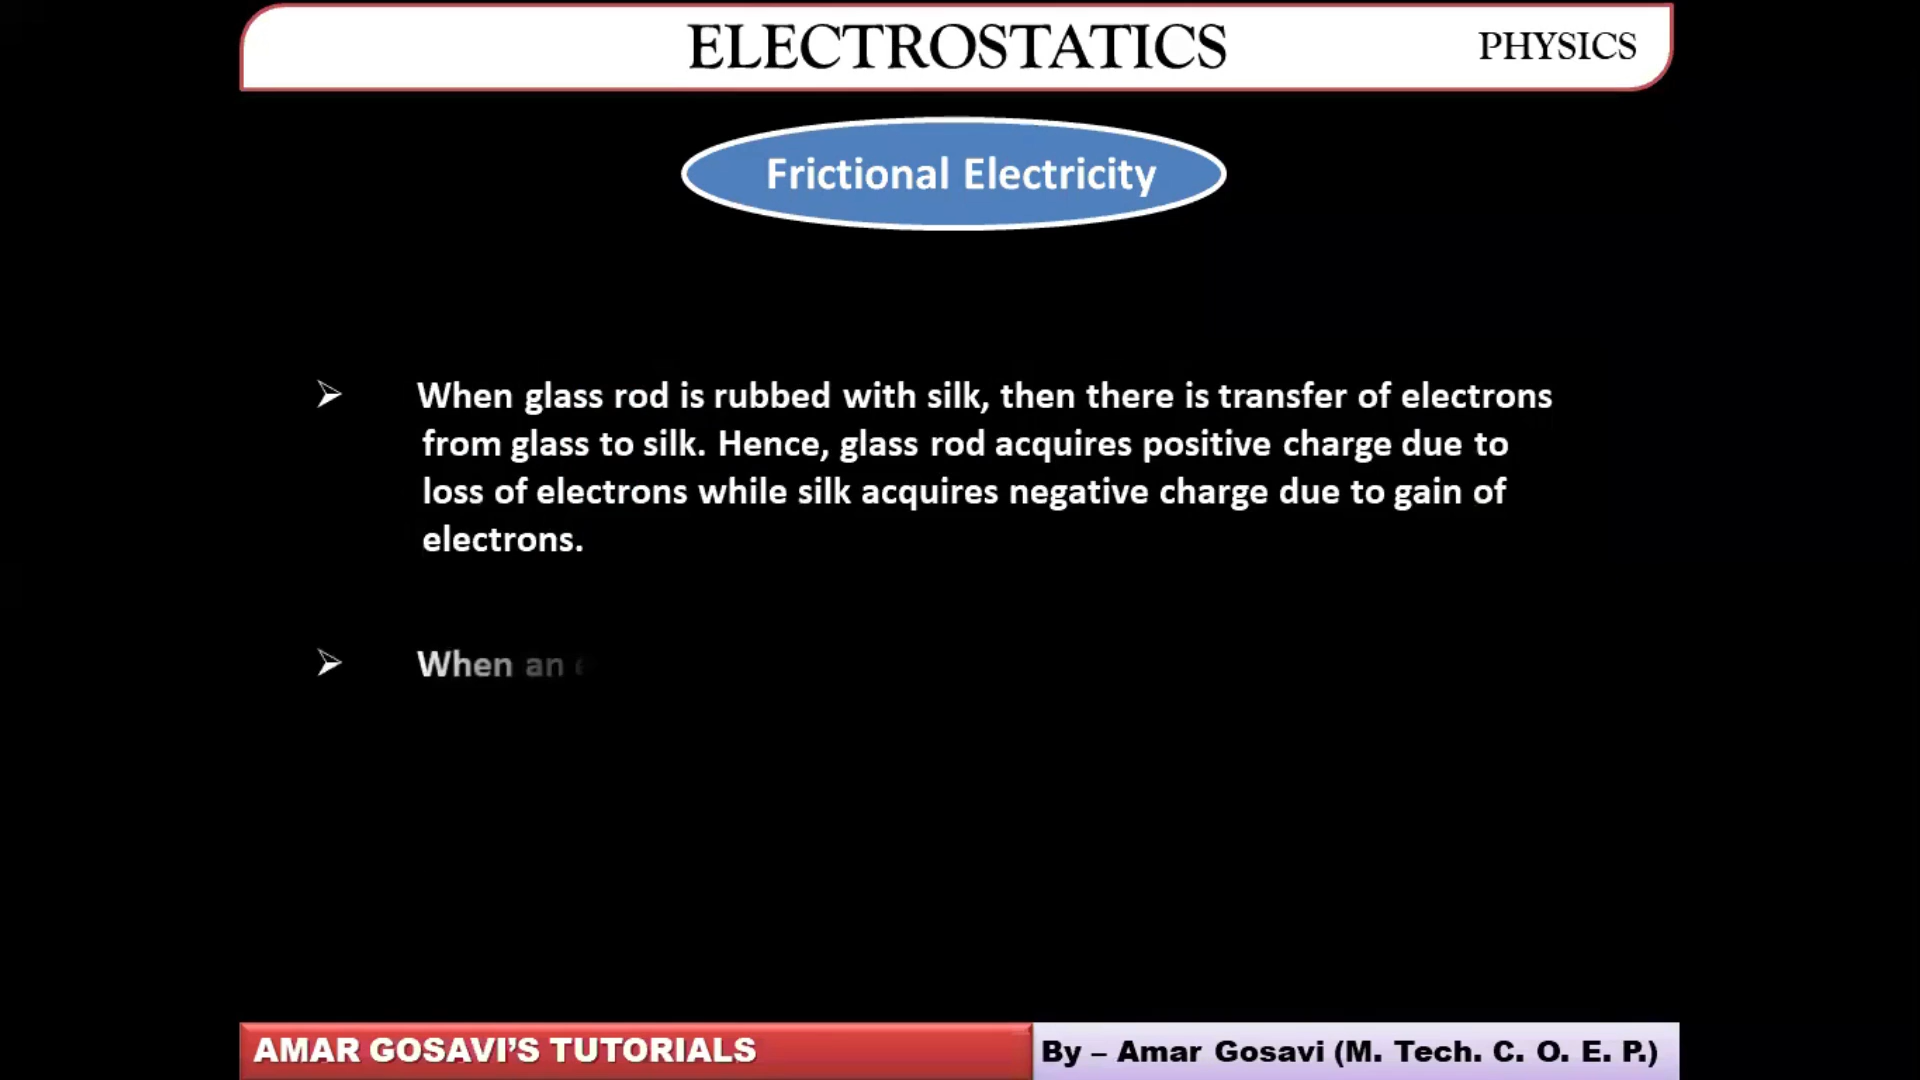 ELECTROSTATICS
PHYSICS
Frictional Electricity
➢ When glass rod is rubbed with silk, then there is transfer of electrons
from glass to silk. Hence, glass rod acquires positive charge due to
loss of electrons while silk acquires negative charge due to gain of
electrons.
➢ When an
AMAR GOSAVI'S TUTORIALS
By – Amar Gosavi (M. Tech. C. O. E. P.)